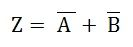 Z = A̅ + B̅